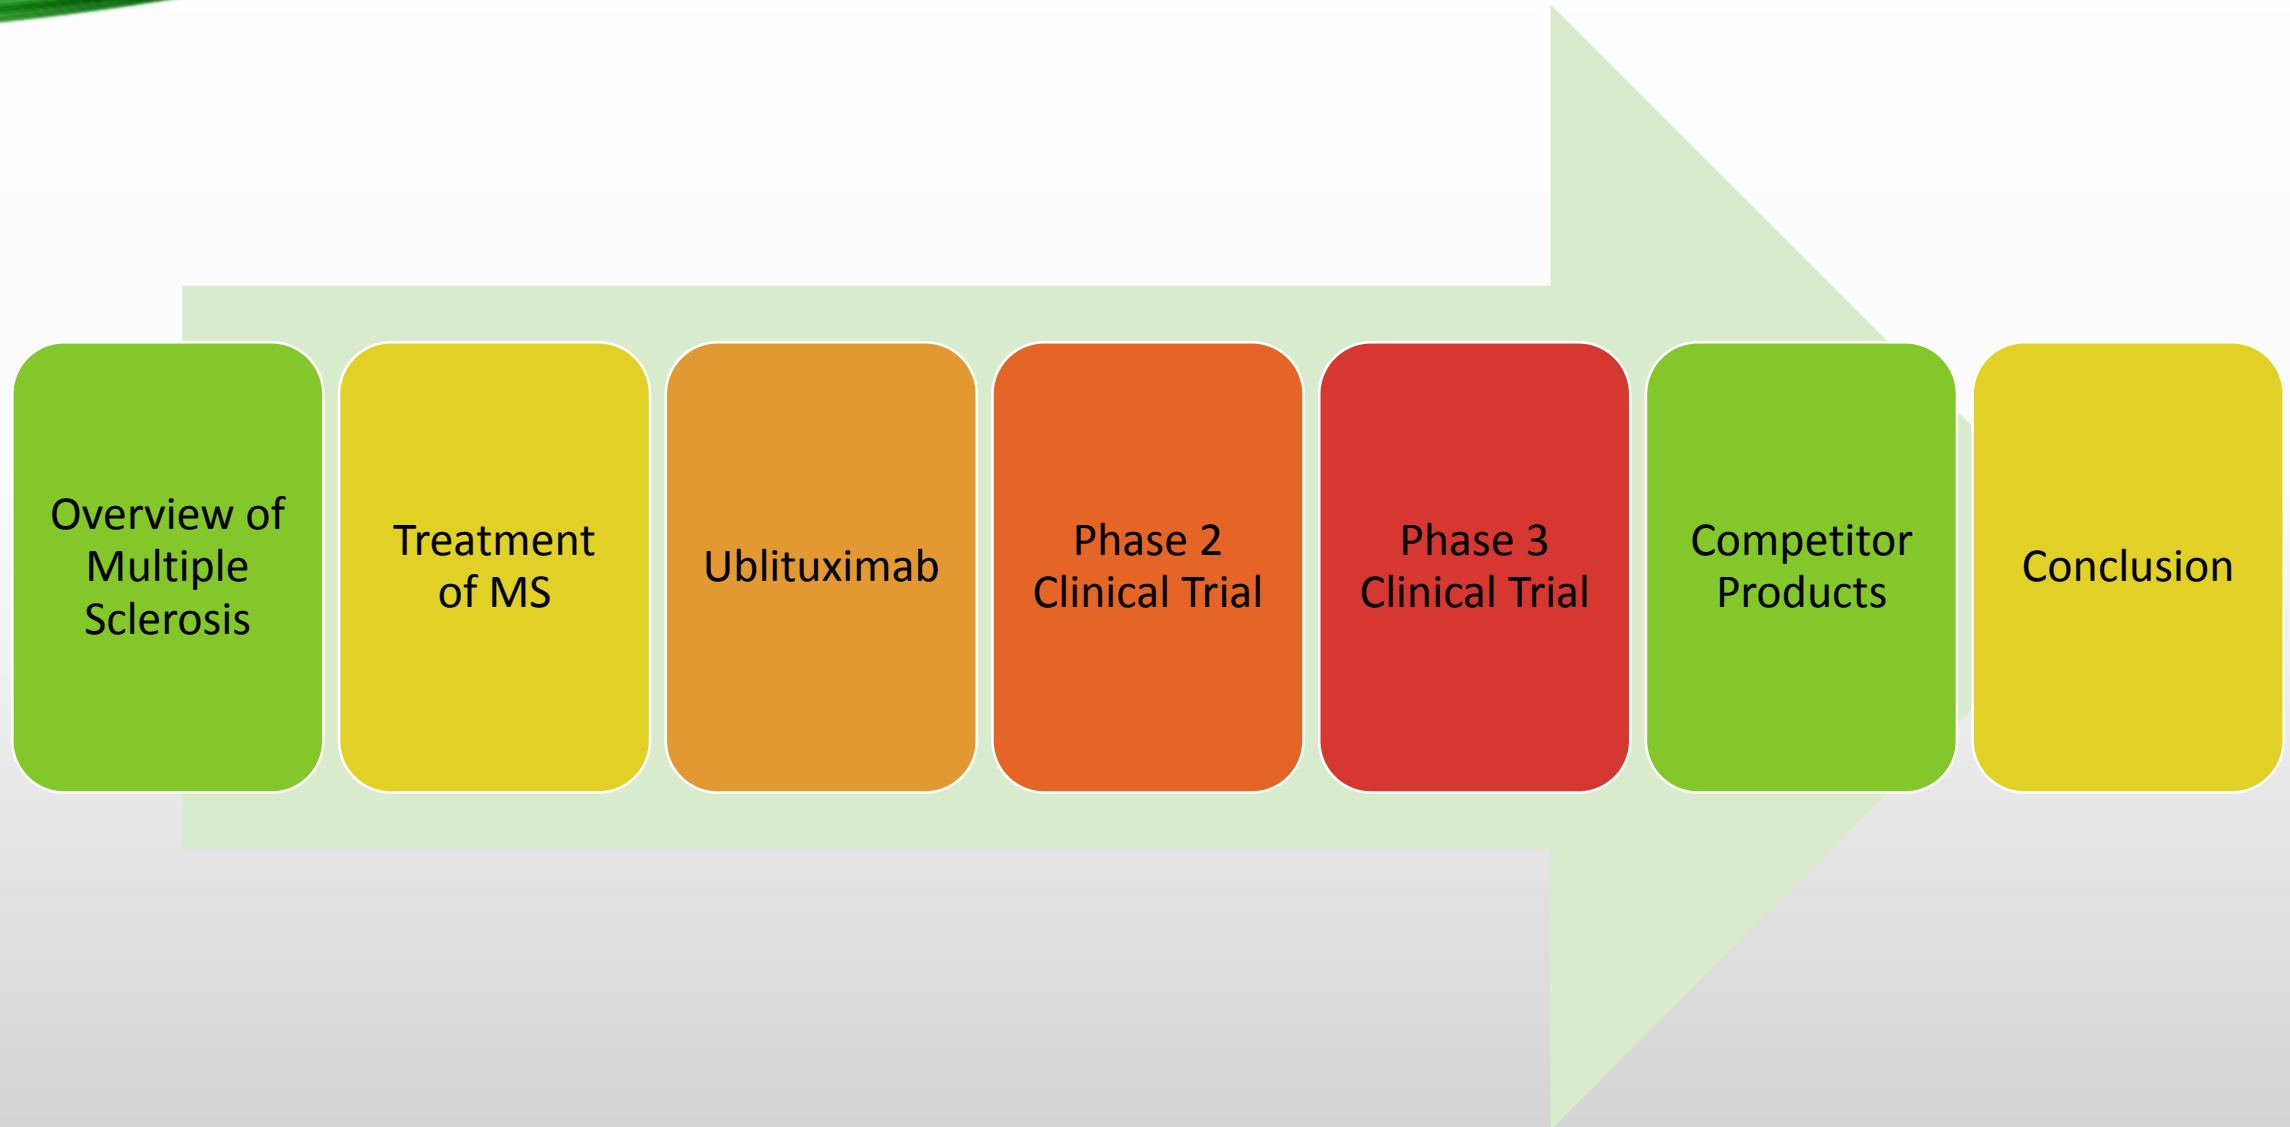 Overview of
Multiple
Sclerosis
Treatment
of MS
Ublituximab
Phase 2
Clinical Trial
Phase 3
Clinical Trial
Competitor
Products
Conclusion